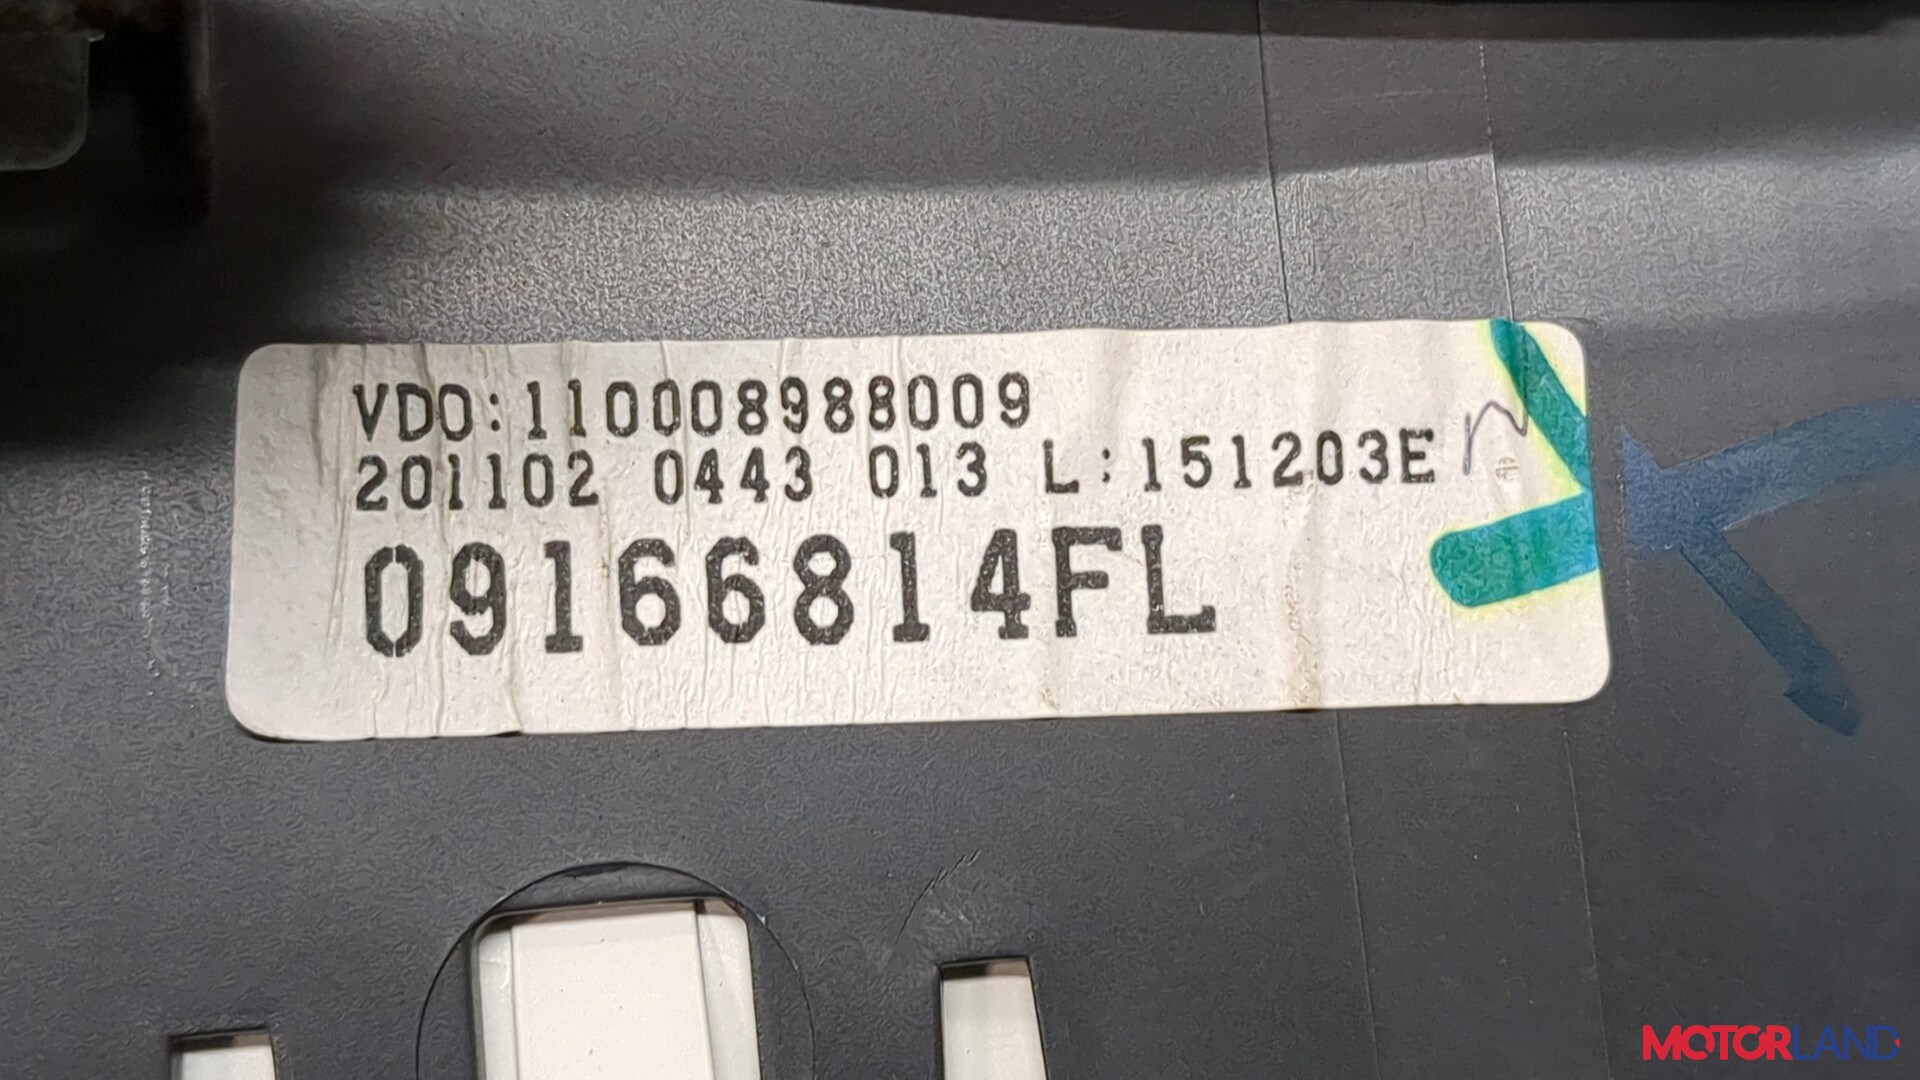 VDO:110008988009
201102 0443 013 L:151203E
09166814FL
MOTORLAND